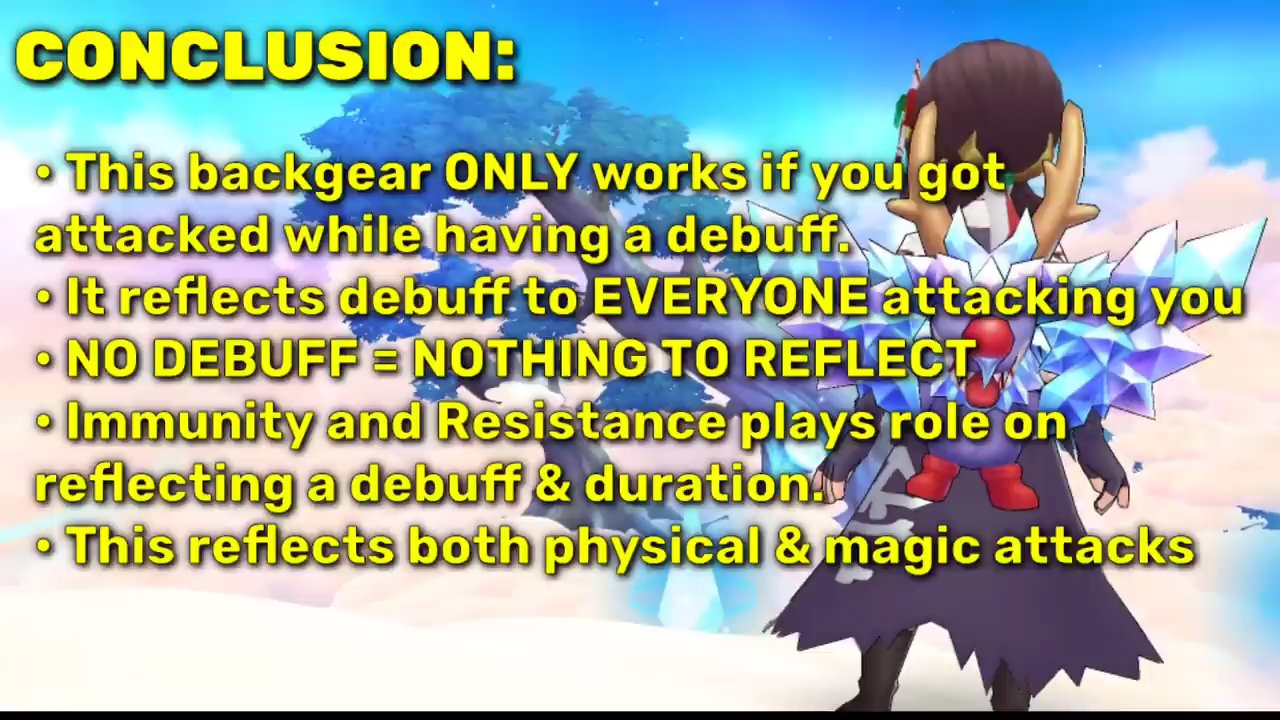 CONCLUSION:
• This backgear ONLY works if you got
attacked while having a debuff.
• It reflects debuff to EVERYONE attacking you
• NO DEBUFF = NOTHING TO REFLECT
• Immunity and Resistance plays role on
reflecting a debuff & duration.
• This reflects both physical & magic attacks